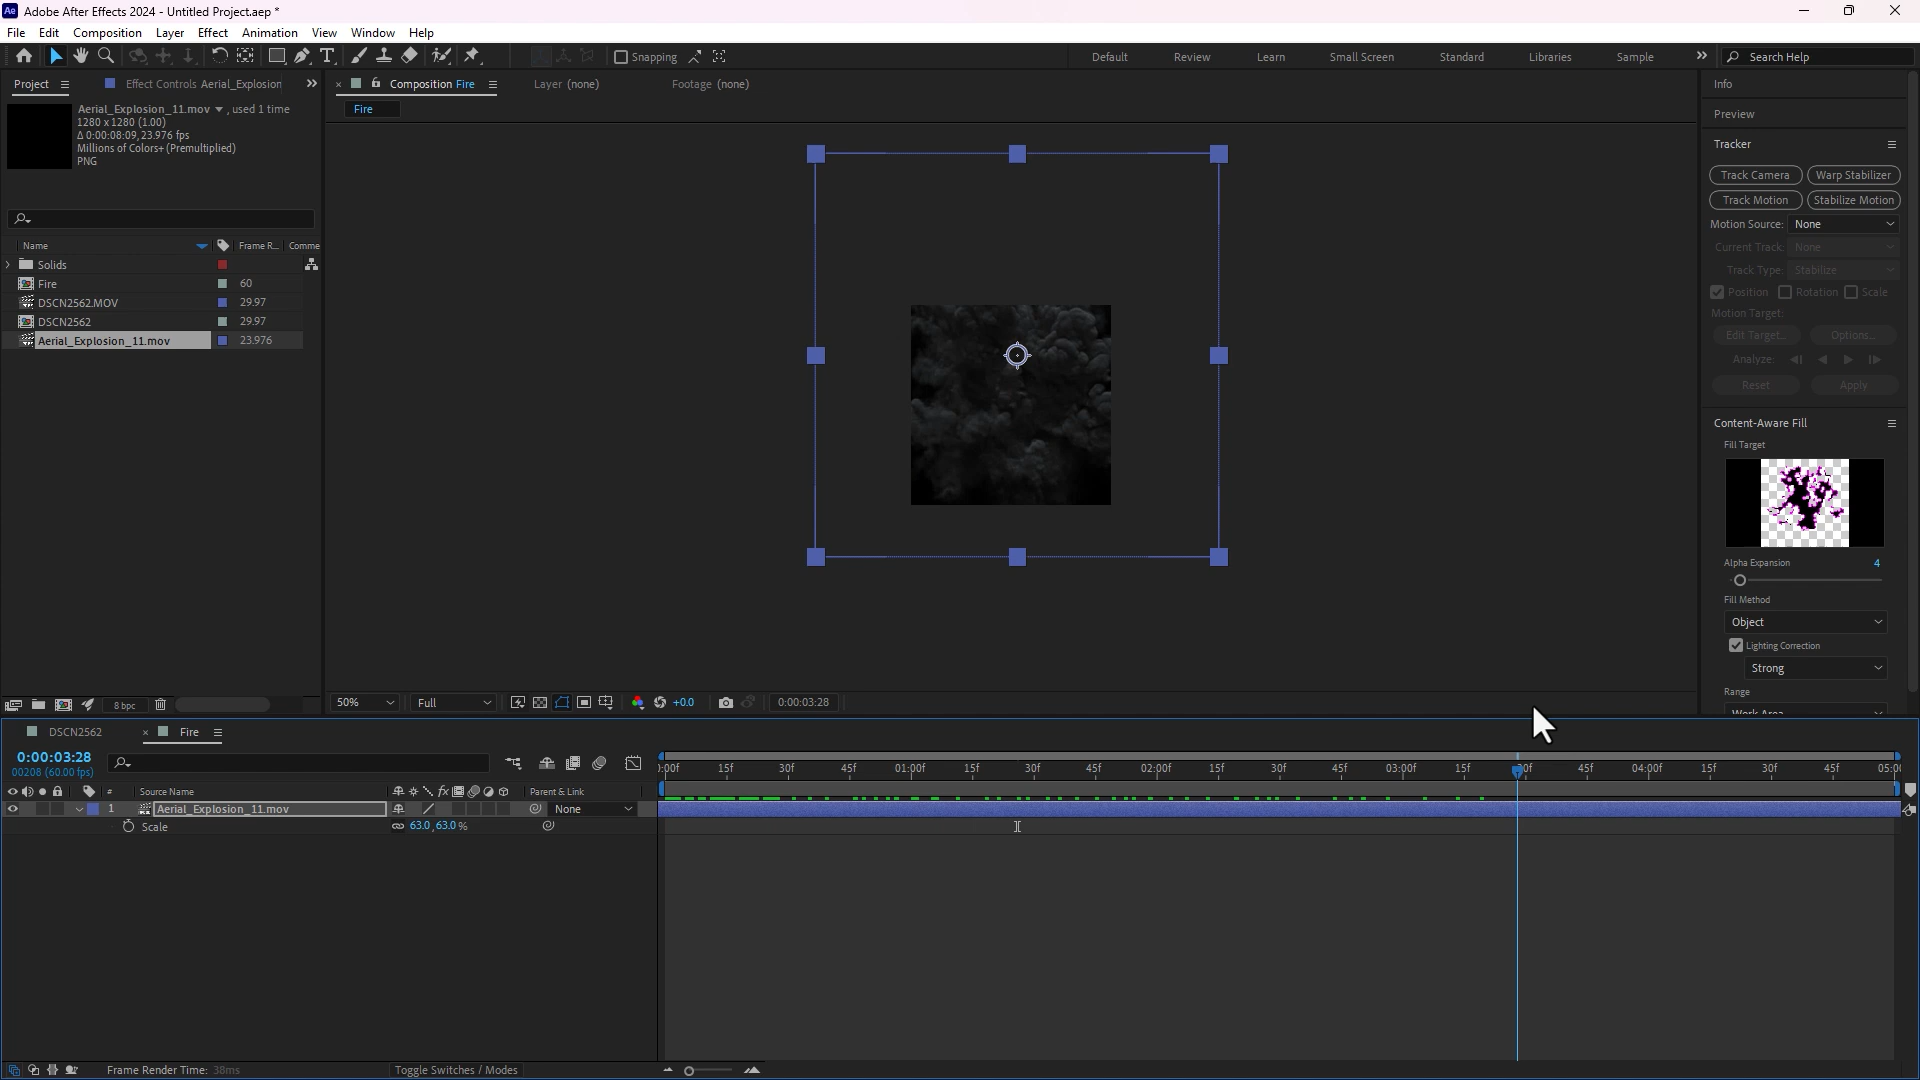 Adobe After Effects 2024 - Untitled Project.aep *
File Edit Composition Layer Effect Animation View Window Help
Snapping
Default Review Learn Small Screen Standard Libraries Sample Search Help
Project Effect Controls Aerial_Explosion
Composition Fire Layer (none) Footage (none)
Fire
Aerial_Explosion_11.mov , used 1 time
1280 x 1280 (1.00)
Δ 0:00:08:09, 23.976 fps
Millions of Colors+ (Premultiplied)
PNG
Name Frame R... Comme
Solids
Fire 60
DSCN2562.MOV 29.97
DSCN2562 29.97
Aerial_Explosion_11.mov 23.976
8 bpc
50% Full +0.0 0:00:03:28
Info
Preview
Tracker
Track Camera Warp Stabilizer
Track Motion Stabilize Motion
Motion Source: None
Current Track: None
Track Type: Stabilize
Position Rotation Scale
Motion Target:
Edit Target... Options...
Analyze:
Reset Apply
Content-Aware Fill
Fill Target
Alpha Expansion 4
Fill Method
Object
Lighting Correction
Strong
Range
Work Area
DSCN2562 Fire
0:00:03:28
00208 (60.00 fps)
:00f 15f 30f 45f 01:00f 15f 30f 45f 02:00f 15f 30f 45f 03:00f 15f 30f 45f 04:00f 15f 30f 45f 05:0
# Source Name Parent & Link
1 Aerial_Explosion_11.mov None
Scale 63.0, 63.0 %
Frame Render Time: 38ms Toggle Switches / Modes